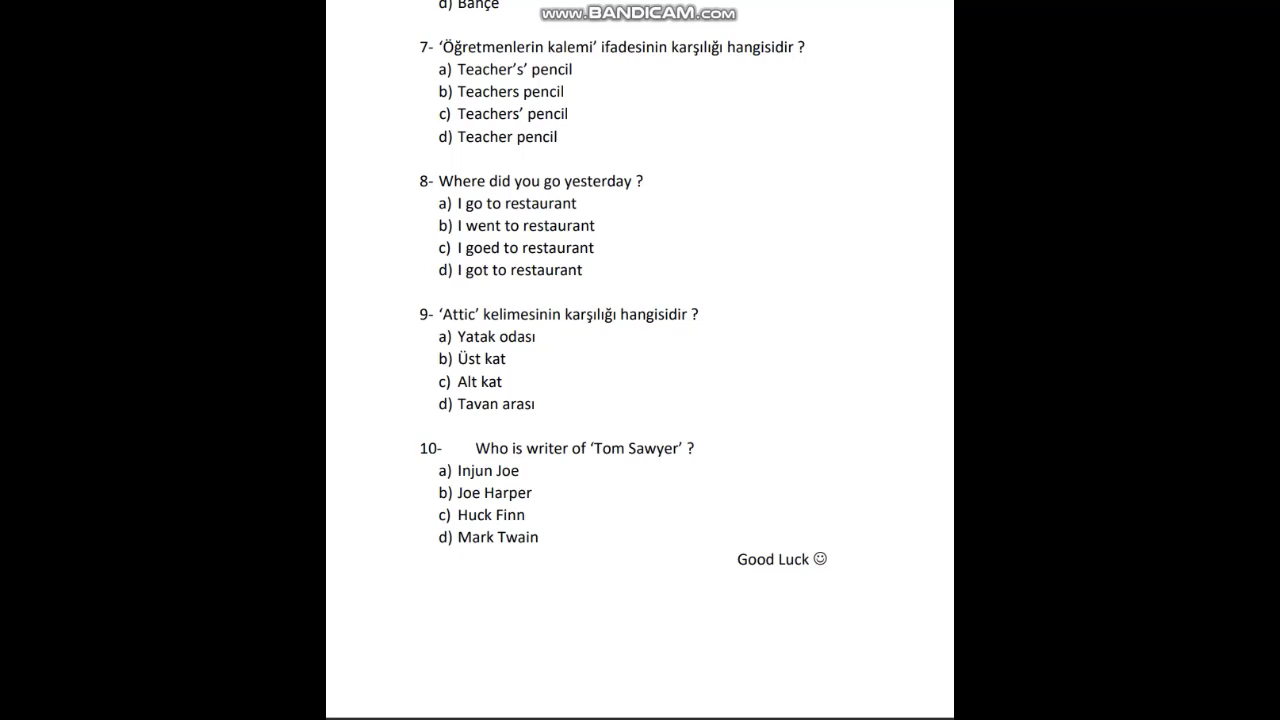 d) Bahçe
www.BANDICAM.com
7- ‘Öğretmenlerin kalemi’ ifadesinin karşılığı hangisidir ?
a) Teacher’s’ pencil
b) Teachers pencil
c) Teachers’ pencil
d) Teacher pencil
8- Where did you go yesterday ?
a) I go to restaurant
b) I went to restaurant
c) I goed to restaurant
d) I got to restaurant
9- ‘Attic’ kelimesinin karşılığı hangisidir ?
a) Yatak odası
b) Üst kat
c) Alt kat
d) Tavan arası
10- Who is writer of ‘Tom Sawyer’ ?
a) Injun Joe
b) Joe Harper
c) Huck Finn
d) Mark Twain
Good Luck ☺